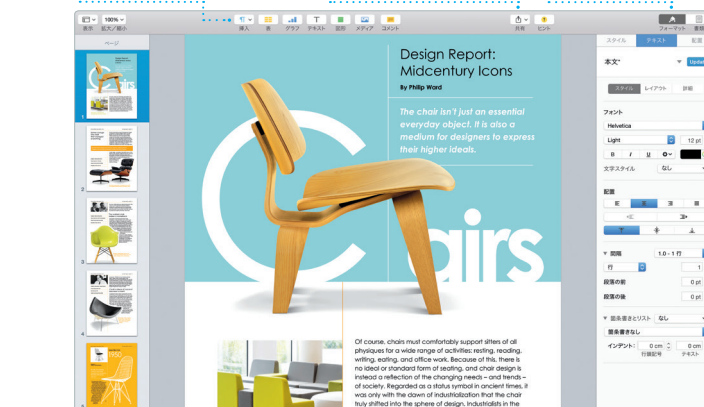 100%
表示 拡大/縮小
挿入 表 グラフ テキスト 図形 メディア コメント
共有 ヒント
フォーマット 書類
ページ
1
2
3
4
Design Report:
Midcentury Icons
By Philip Ward
The chair isn't just an essential
everyday object. It is also a
medium for designers to express
their higher ideals.
Chairs
Of course, chairs must comfortably support sitters of all
physiques for a wide range of activities: resting, reading,
writing, eating, and office work. Because of this, there is
no ideal or standard form of seating, and chair design is
instead a reflection of the changing needs – and trends –
of society. Regarded as a status symbol in ancient times, it
was only with the dawn of industrialization that the chair
truly shifted into the sphere of design. Industrialists in the
スタイル テキスト 配置
本文* Update
スタイル レイアウト 詳細
フォント
Helvetica
Light 12 pt
B I U
文字スタイル なし
配置
間隔 1.0 - 1 行
行 1
段落の前 0 pt
段落の後 0 pt
箇条書きとリスト なし
箇条書きなし
インデント: 0 cm 0 cm
行頭記号 テキスト